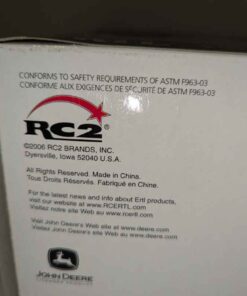 CONFORMS TO SAFETY REQUIREMENTS OF ASTM F963-03
CONFORME AUX EXIGENCES DE SÉCURITÉ DE ASTM F963-03
RC2
©2006 RC2 BRANDS, INC.
Dyersville, Iowa 52040 U.S.A.
All Rights Reserved. Made in China.
Tous Droits Réservés. Fabriqué en China.
For the latest news and info about Ertl products,
visit our website at www.RCERTL.com
Visitez notre site Web au www.rcertl.com
Visit John Deere's Web site at www.deere.com
Visitez John Deere's site Web au www.deere.com
JOHN DEERE